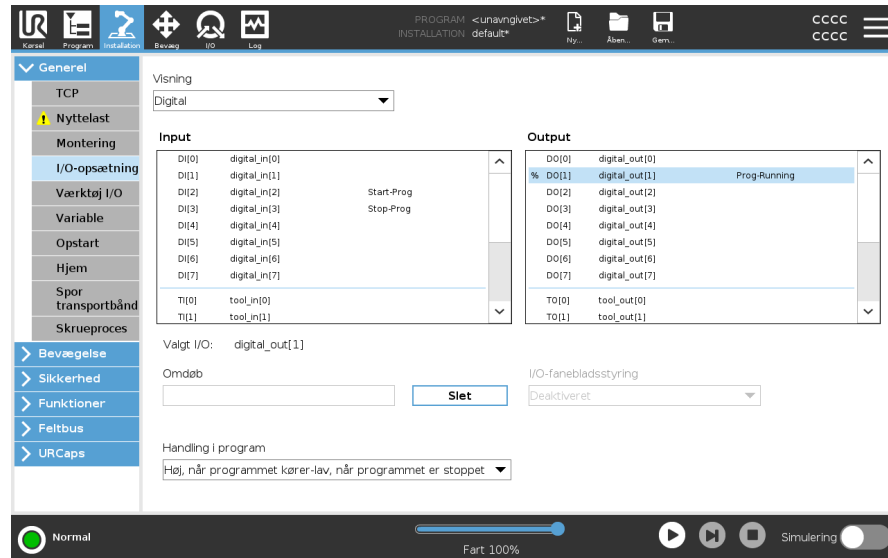 PROGRAM <unavngivet>*
INSTALLATION default*
CCCC
CCCC
Kørsel Program Installation Bevæg I/O Log Ny... Åben... Gem...
Generel
TCP
Nyttelast
Montering
I/O-opsætning
Værktøj I/O
Variable
Opstart
Hjem
Spor
transportbånd
Skrueproces
Bevægelse
Sikkerhed
Funktioner
Feltbus
URCaps
Visning
Digital
Input
DI[0] digital_in[0]
DI[1] digital_in[1]
DI[2] digital_in[2] Start-Prog
DI[3] digital_in[3] Stop-Prog
DI[4] digital_in[4]
DI[5] digital_in[5]
DI[6] digital_in[6]
DI[7] digital_in[7]
TI[0] tool_in[0]
TI[1] tool_in[1]
Output
DO[0] digital_out[0]
% DO[1] digital_out[1] Prog-Running
DO[2] digital_out[2]
DO[3] digital_out[3]
DO[4] digital_out[4]
DO[5] digital_out[5]
DO[6] digital_out[6]
DO[7] digital_out[7]
TO[0] tool_out[0]
TO[1] tool_out[1]
Valgt I/O: digital_out[1]
Omdøb
Slet
I/O-fanebladsstyring
Deaktiveret
Handling i program
Høj, når programmet kører-lav, når programmet er stoppet
Normal
Fart 100%
Simulering